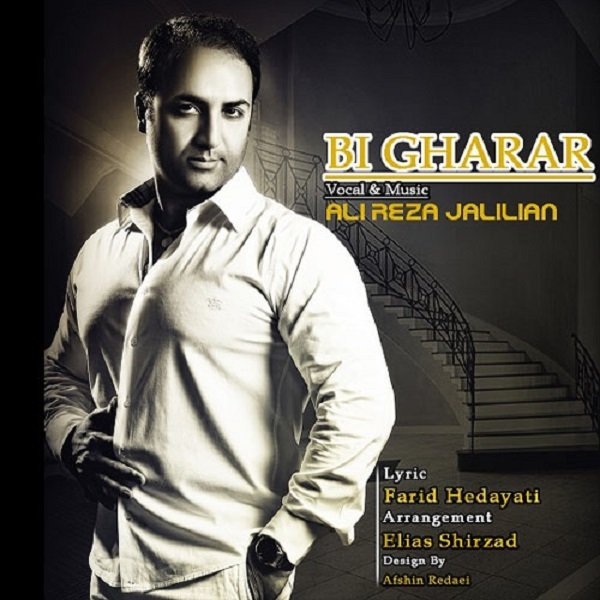 BI GHARAR
Vocal & Music
ALI REZA JALILIAN
Lyric
Farid Hedayati
Arrangement
Elias Shirzad
Design By
Afshin Redaei